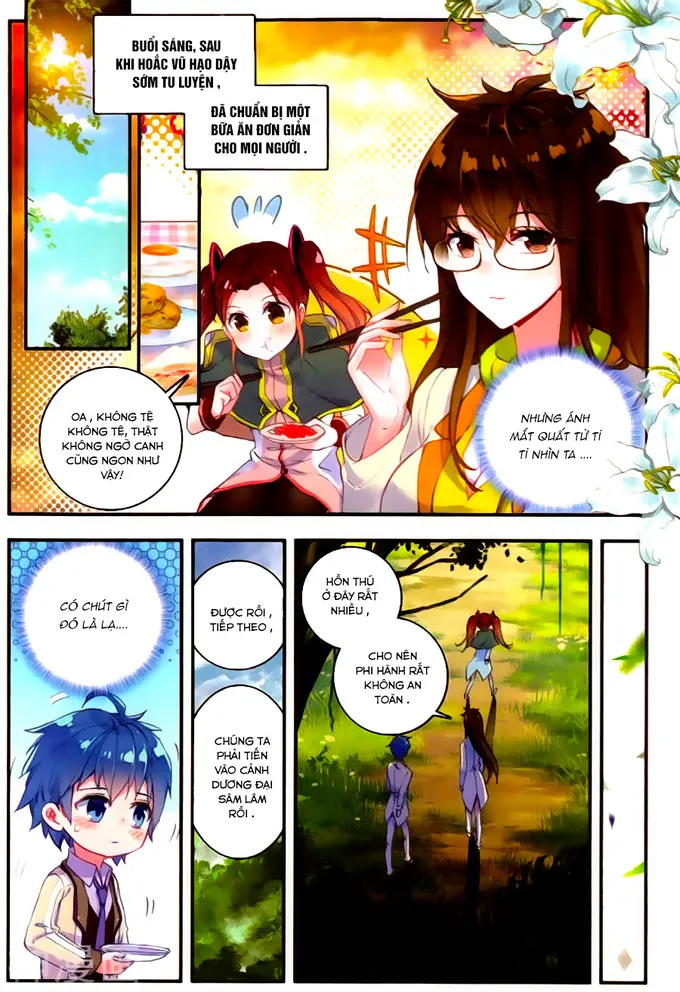 BUỔI SÁNG, SAU
KHI HOẮC VŨ HẠO DẬY
SỚM TU LUYỆN ,
ĐÃ CHUẨN BỊ MỘT
BỮA ĂN ĐƠN GIẢN
CHO MỌI NGƯỜI .
OA , KHÔNG TỆ
KHÔNG TỆ, THẬT
KHÔNG NGỜ CANH
CŨNG NGON NHƯ
VẬY!
NHƯNG ÁNH
MẮT QUẤT TỬ TỈ
TỈ NHÌN TA ....
CÓ CHÚT GÌ
ĐÓ LÀ LẠ....
ĐƯỢC RỒI ,
TIẾP THEO ,
CHÚNG TA
PHẢI TIẾN
VÀO CẢNH
DƯƠNG ĐẠI
SÂM LÂM
RỒI .
HỒN THÚ
Ở ĐÂY RẤT
NHIỀU ,
CHO NÊN
PHI HÀNH RẤT
KHÔNG AN
TOÀN .